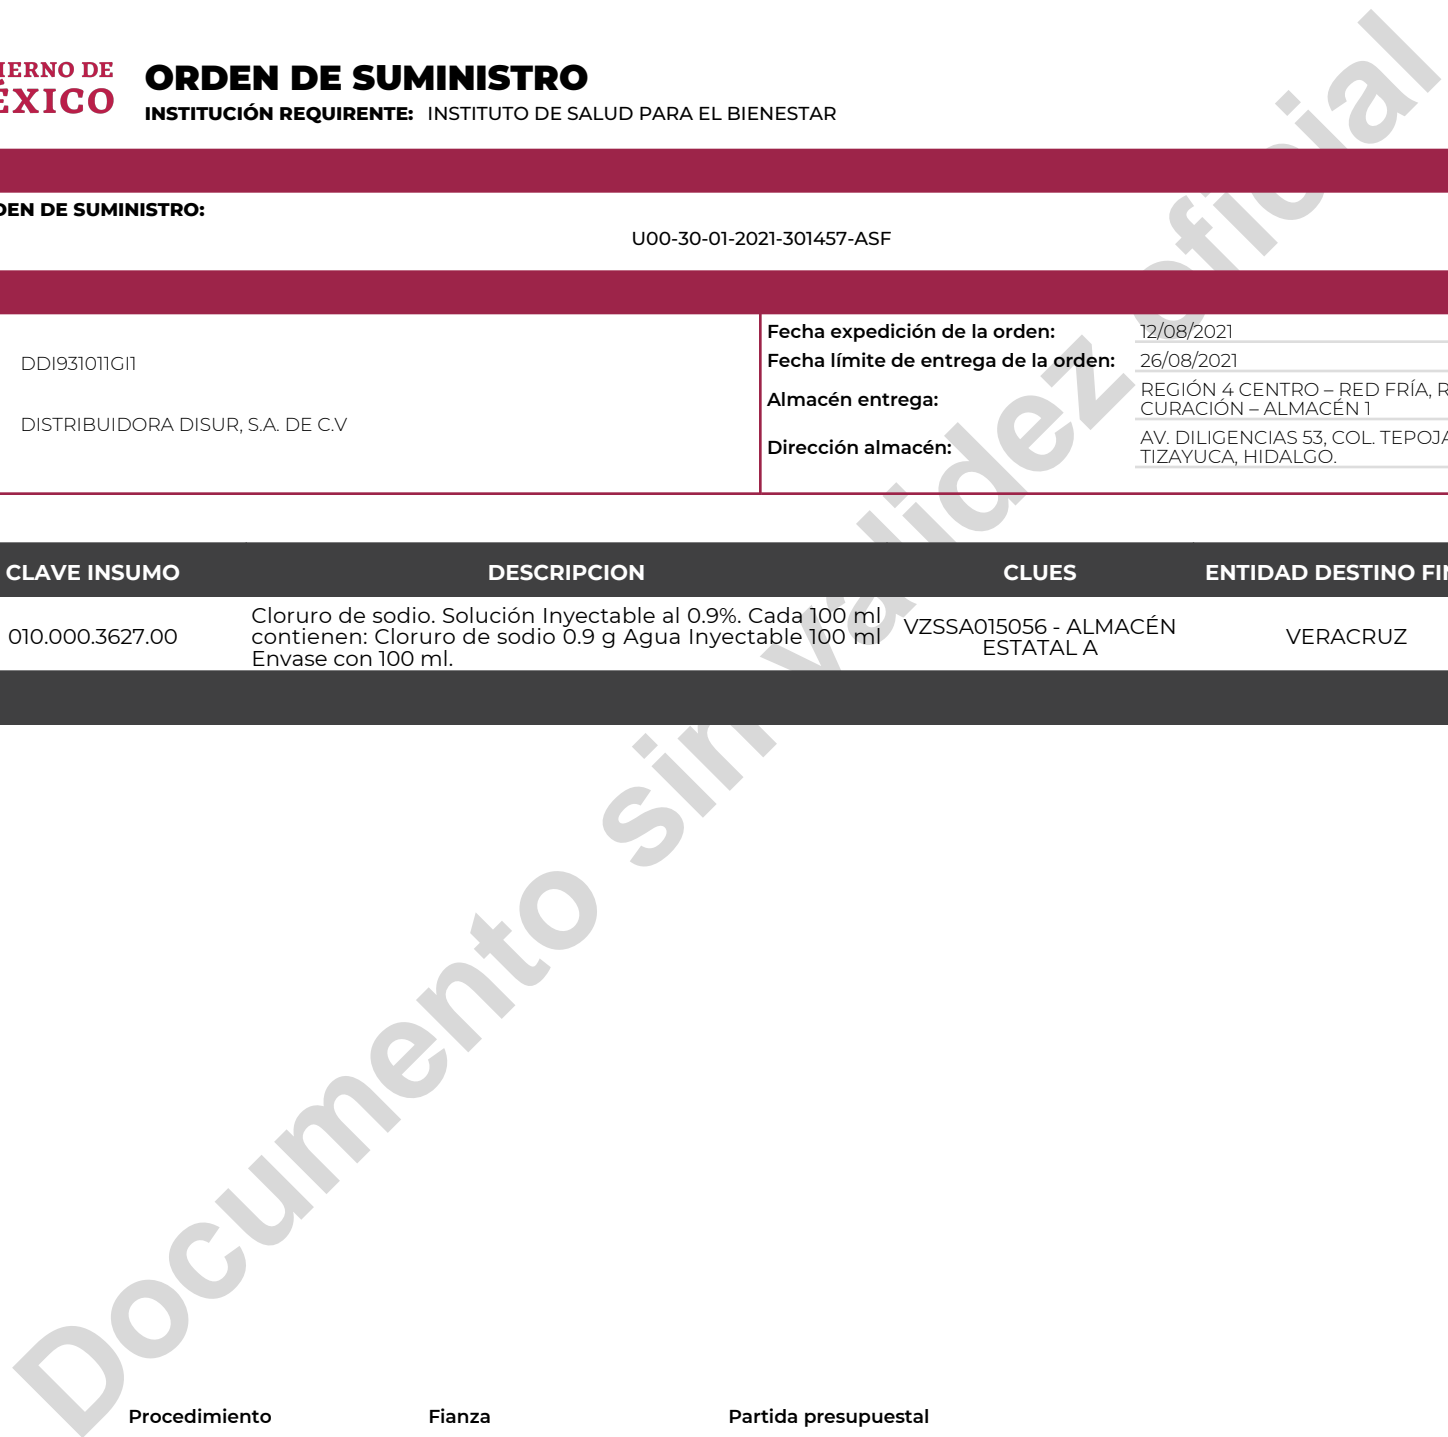 IERNO DE
ÉXICO
ORDEN DE SUMINISTRO
INSTITUCIÓN REQUIRENTE: INSTITUTO DE SALUD PARA EL BIENESTAR
DEN DE SUMINISTRO:
U00-30-01-2021-301457-ASF
DDI931011GI1
DISTRIBUIDORA DISUR, S.A. DE C.V
Fecha expedición de la orden: 12/08/2021
Fecha límite de entrega de la orden: 26/08/2021
Almacén entrega: REGIÓN 4 CENTRO – RED FRÍA, R
CURACIÓN – ALMACÉN 1
Dirección almacén: AV. DILIGENCIAS 53, COL. TEPOJA
TIZAYUCA, HIDALGO.
CLAVE INSUMO DESCRIPCION CLUES ENTIDAD DESTINO FIN
010.000.3627.00
Cloruro de sodio. Solución Inyectable al 0.9%. Cada 100 ml
contienen: Cloruro de sodio 0.9 g Agua Inyectable 100 ml
Envase con 100 ml.
VZSSA015056 - ALMACÉN
ESTATAL A
VERACRUZ
Documento sin validez oficial
Procedimiento Fianza Partida presupuestal